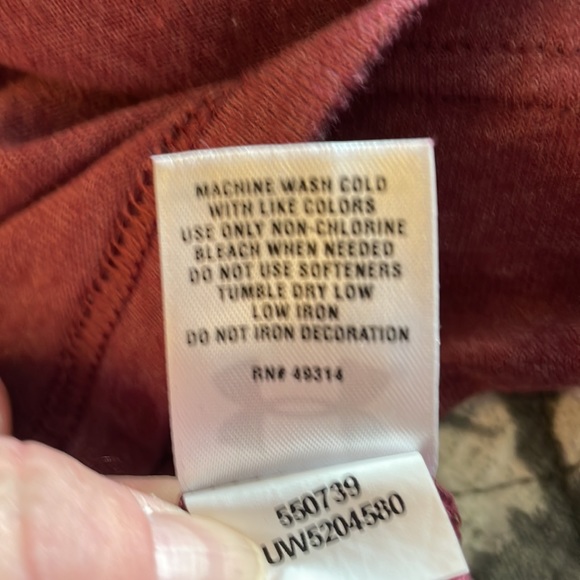 MACHINE WASH COLD
WITH LIKE COLORS
USE ONLY NON-CHLORINE
BLEACH WHEN NEEDED
DO NOT USE SOFTENERS
TUMBLE DRY LOW
LOW IRON
DO NOT IRON DECORATION
RN# 49314
550739
UW5204580